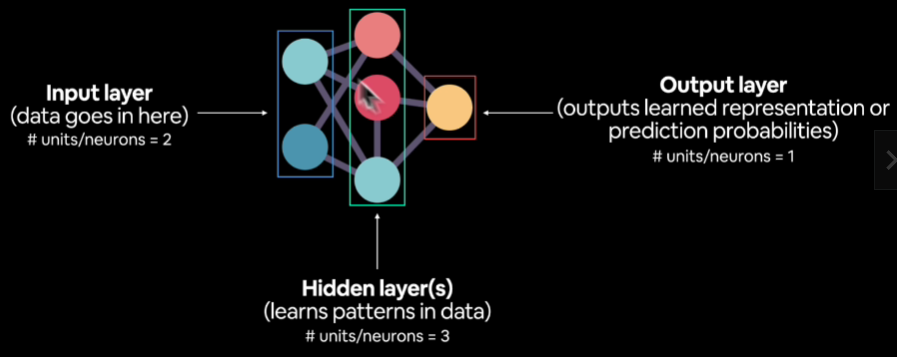 Input layer
(data goes in here)
# units/neurons = 2
Output layer
(outputs learned representation or
prediction probabilities)
# units/neurons = 1
Hidden layer(s)
(learns patterns in data)
# units/neurons = 3